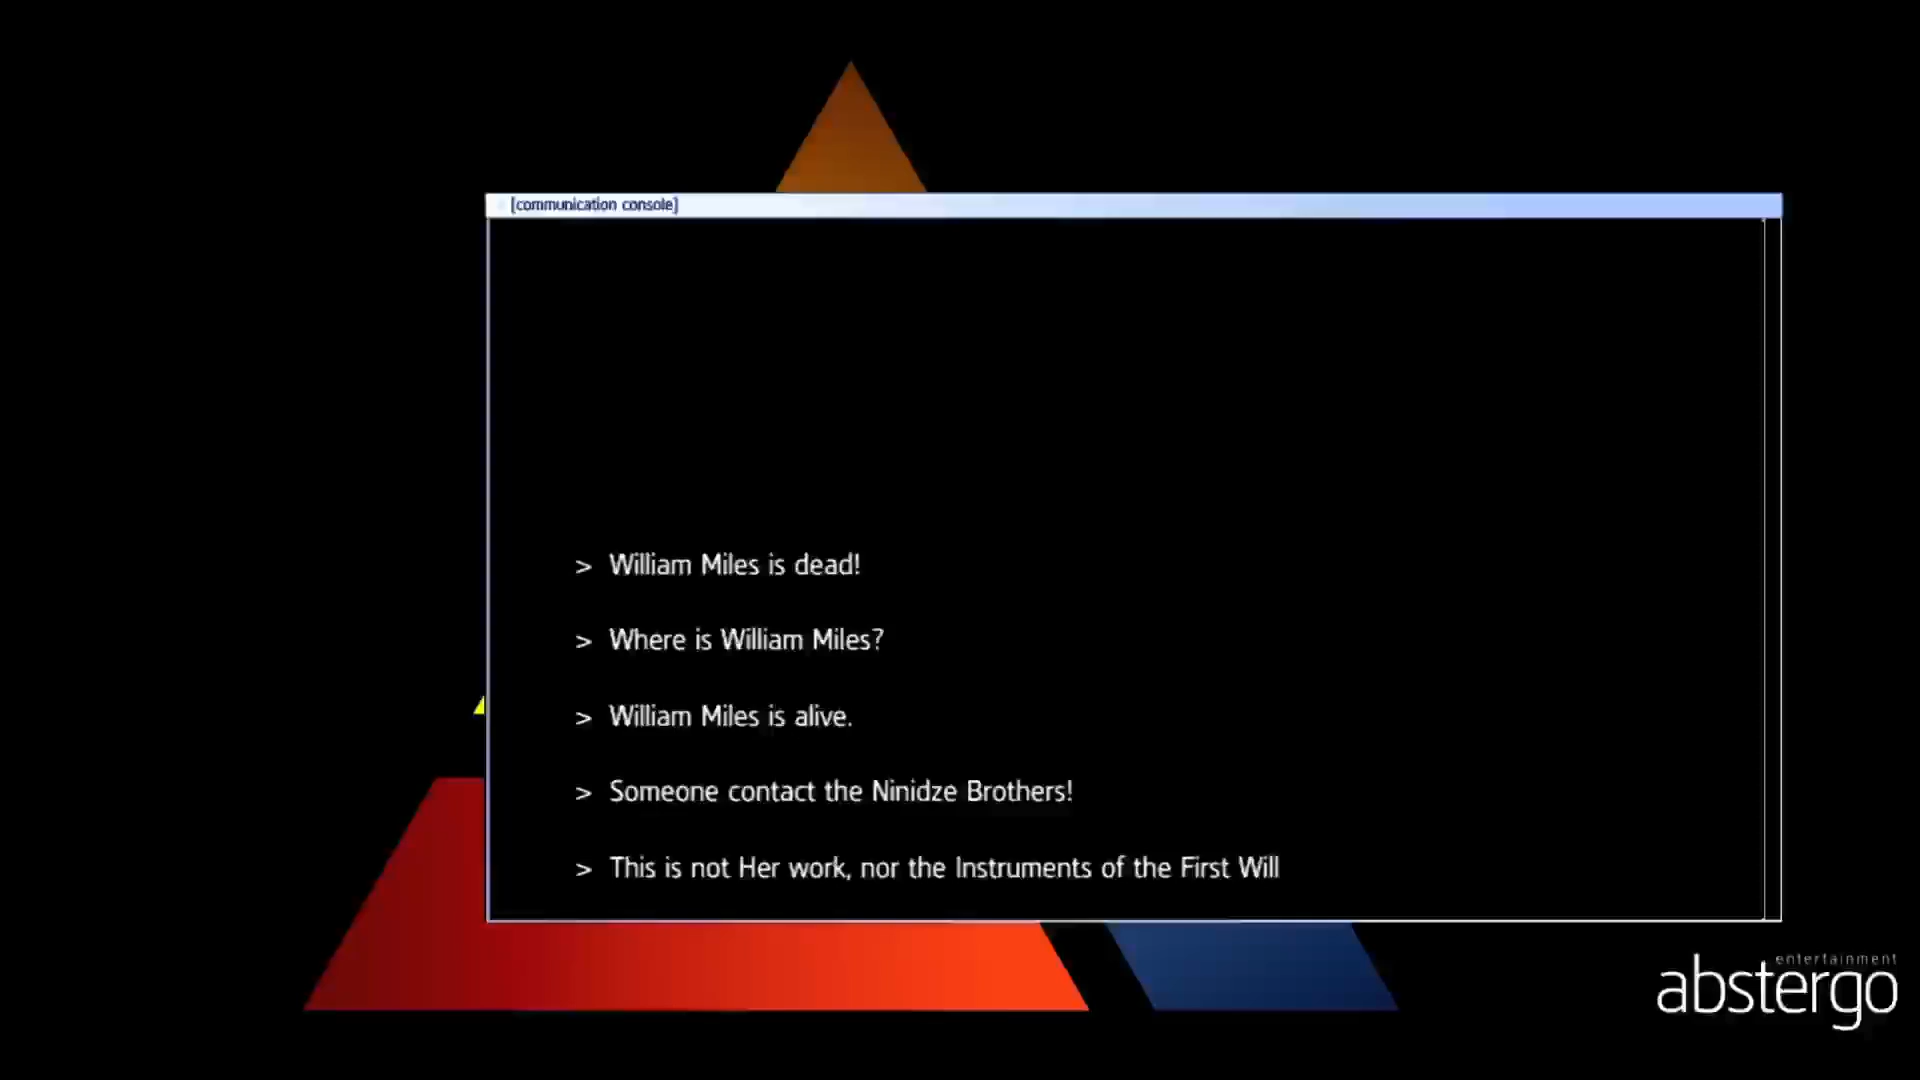 [communication console]
> William Miles is dead!
> Where is William Miles?
> William Miles is alive.
> Someone contact the Ninidze Brothers!
> This is not Her work, nor the Instruments of the First Will
entertainment
abstergo